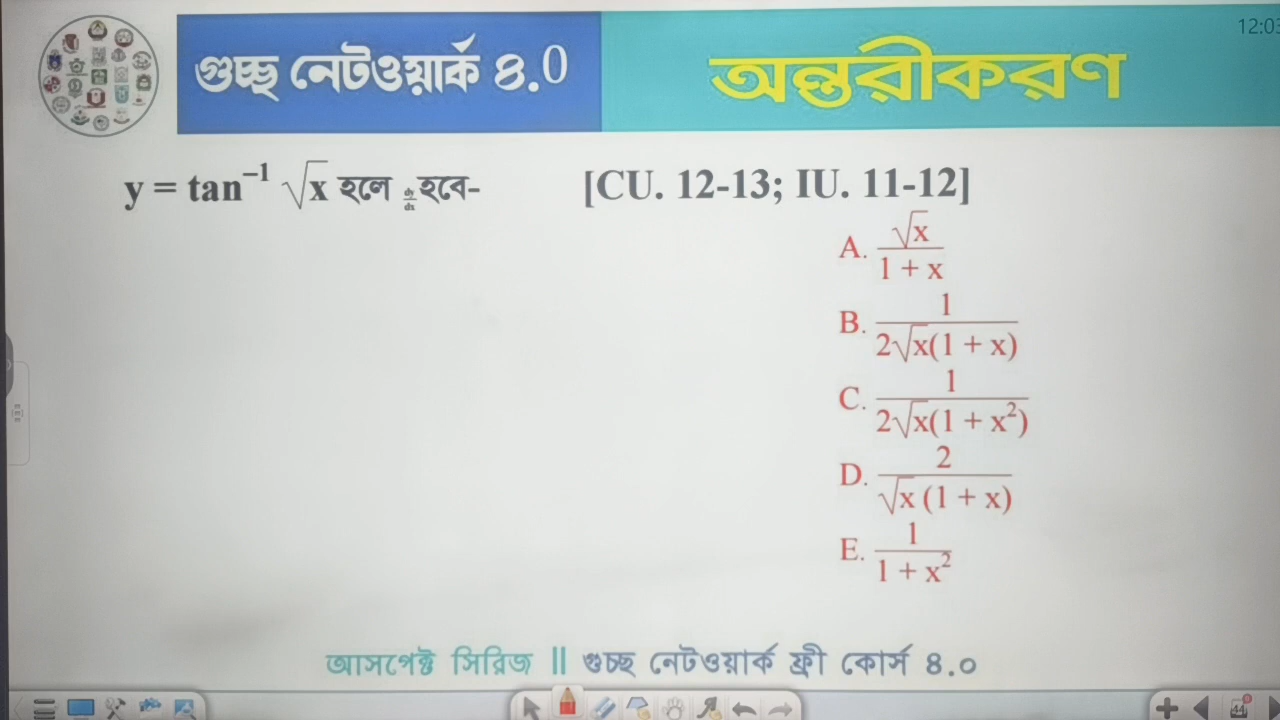 গুচ্ছ নেটওয়ার্ক ৪.0
অন্তরীকরণ
12:03
y = tan⁻¹ √x হলে dy/dx হবে- [CU. 12-13; IU. 11-12]
A. √x / 1 + x
B. 1 / 2√x(1 + x)
C. 1 / 2√x(1 + x²)
D. 2 / √x (1 + x)
E. 1 / 1 + x²
আসপেক্ট সিরিজ || গুচ্ছ নেটওয়ার্ক ফ্রী কোর্স ৪.০
44